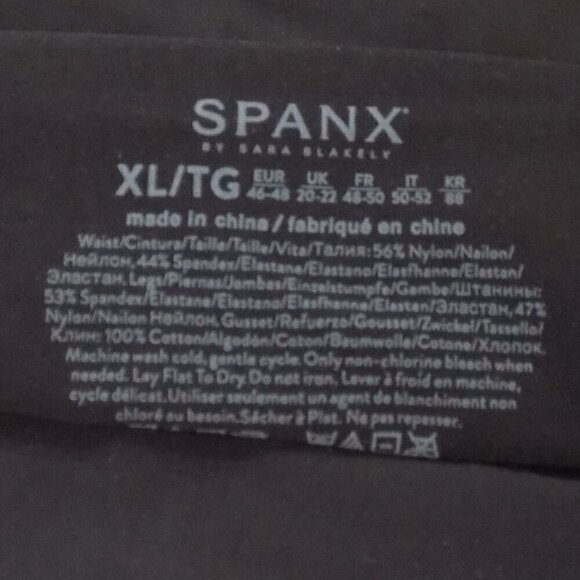 SPANX
BY SARA BLAKELY
XL/TG EUR 46-48 UK 20-22 FR 48-50 IT 50-52 KR 88
made in china / fabriqué en chine
Waist/Cintura/Taille/Taille/Vita/Талия: 56% Nylon/Nailon/
Нейлон, 44% Spandex/Elastane/Elastano/Elasthanne/Elastan/
Эластан, Legs/Piernas/Jambes/Einzelstumpfe/Gambe/Штанины:
53% Spandex/Elastane/Elastano/Elasthanne/Elastan/Эластан, 47%
Nylon/Nailon Нейлон, Gusset/Refuerzo/Gousset/Zwickel/Tassello/
Клин: 100% Cotton/Algodón/Coton/Baumwolle/Cotone/Хлопок.
Machine wash cold, gentle cycle. Only non-chlorine bleach when
needed. Lay Flat To Dry. Do not iron. Laver à froid en machine,
cycle délicat. Utiliser seulement un agent de blanchiment non
chloré au besoin. Sécher à Plat. Ne pas repasser.